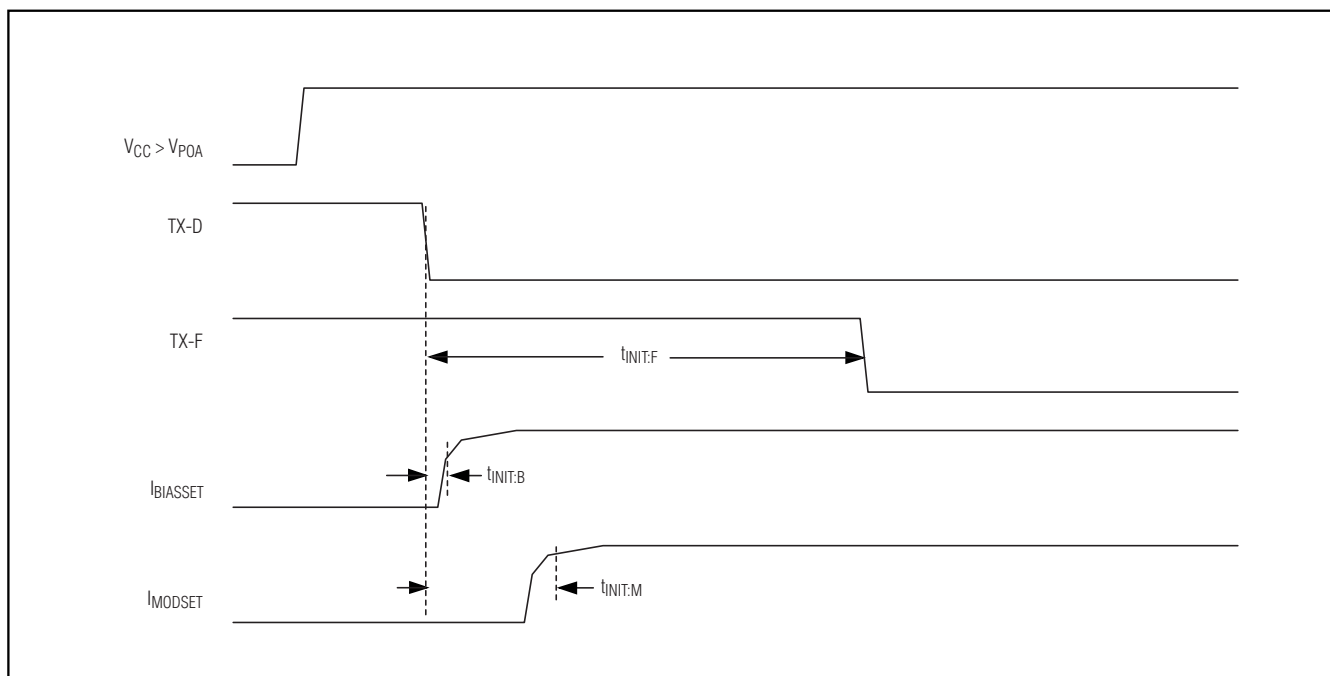 VCC > VPOA
TX-D
TX-F
tINIT:F
tINIT:B
IBIASSET
tINIT:M
IMODSET